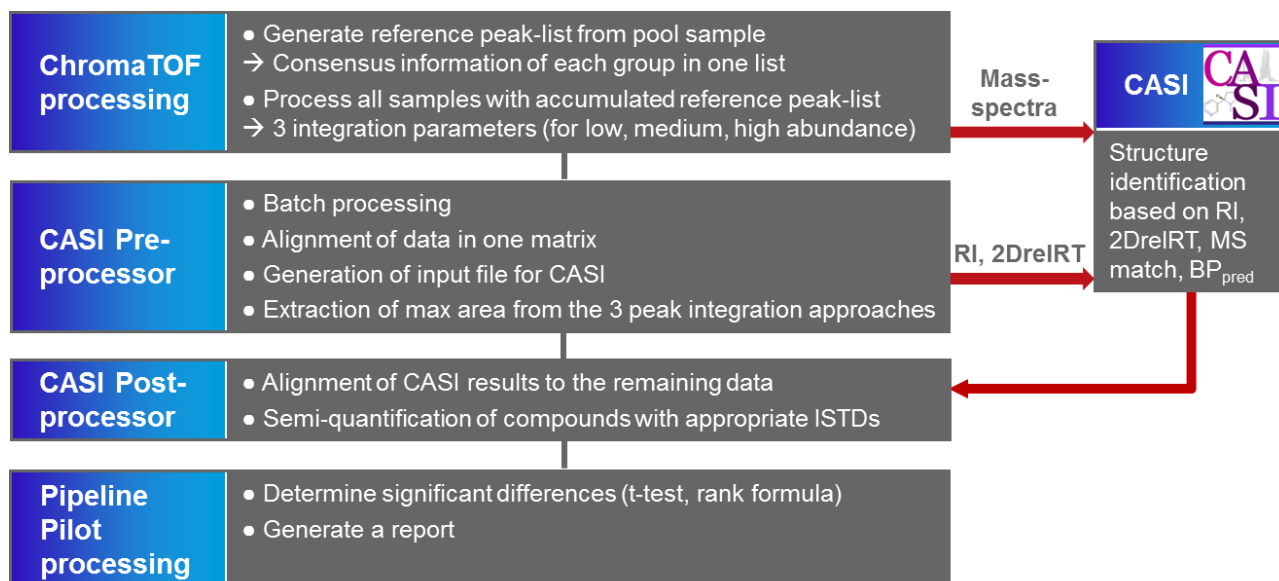 ChromaTOF
processing
● Generate reference peak-list from pool sample
→ Consensus information of each group in one list
● Process all samples with accumulated reference peak-list
→ 3 integration parameters (for low, medium, high abundance)
Mass-
spectra
CASI
CA
SI
Structure
identification
based on RI,
2DrelRT, MS
match, BPpred
CASI Pre-
processor
● Batch processing
● Alignment of data in one matrix
● Generation of input file for CASI
● Extraction of max area from the 3 peak integration approaches
RI, 2DrelRT
CASI Post-
processor
● Alignment of CASI results to the remaining data
● Semi-quantification of compounds with appropriate ISTDs
Pipeline
Pilot
processing
● Determine significant differences (t-test, rank formula)
● Generate a report